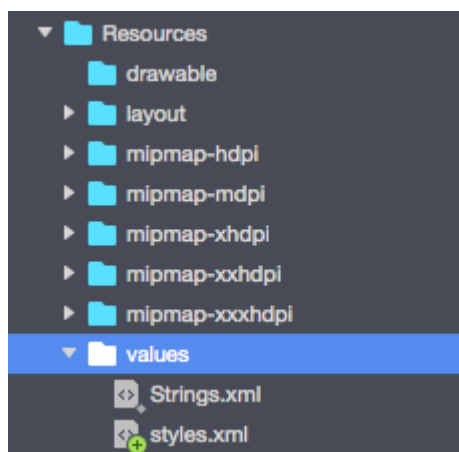 Resources
drawable
layout
mipmap-hdpi
mipmap-mdpi
mipmap-xhdpi
mipmap-xxhdpi
mipmap-xxxhdpi
values
Strings.xml
styles.xml